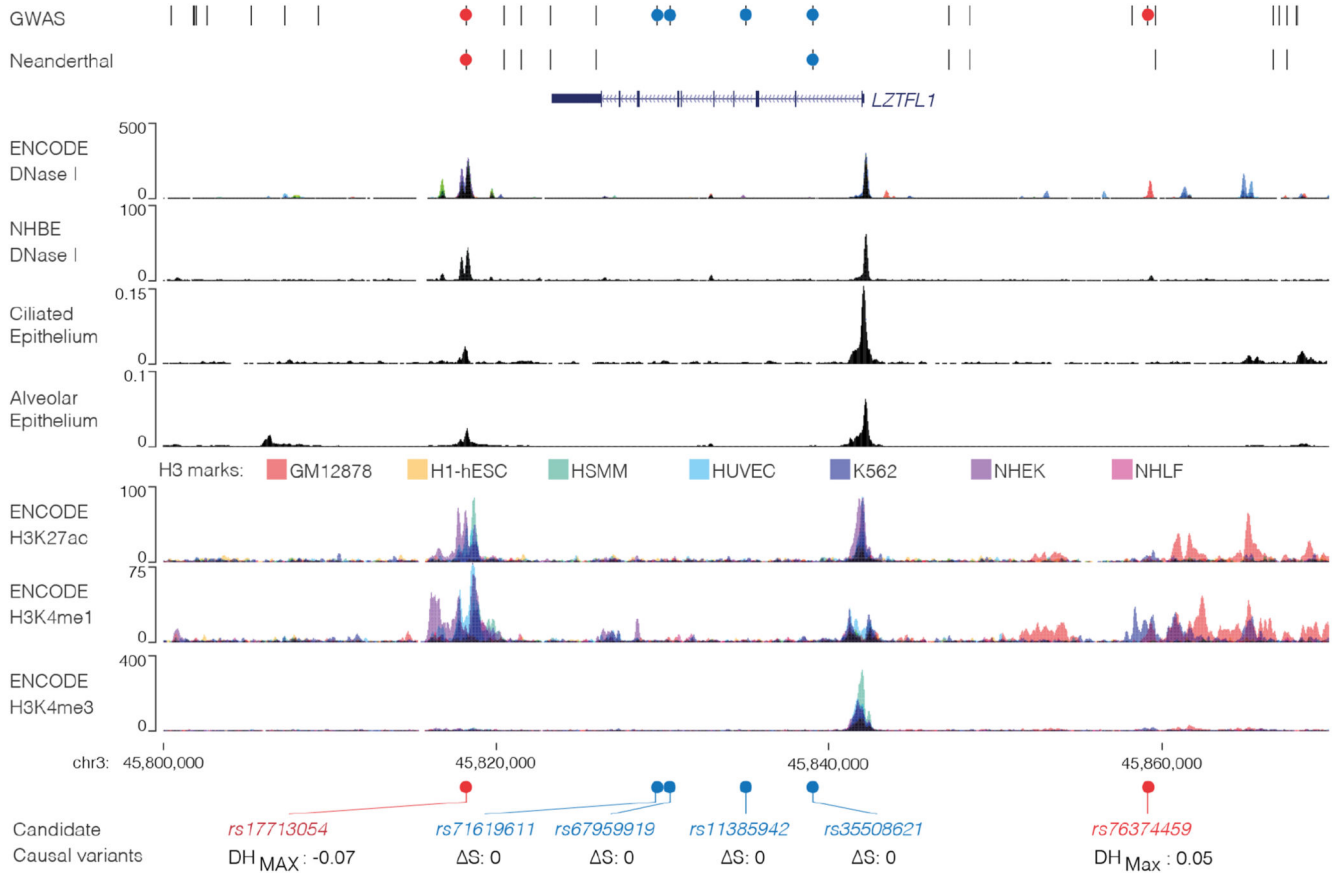 GWAS
Neanderthal
LZTFL1
ENCODE
DNase I
500
0
NHBE
DNase I
100
0
Ciliated
Epithelium
0.15
0
Alveolar
Epithelium
0.1
0
H3 marks: GM12878 H1-hESC HSMM HUVEC K562 NHEK NHLF
ENCODE
H3K27ac
100
0
ENCODE
H3K4me1
75
0
ENCODE
H3K4me3
400
0
chr3: 45,800,000 45,820,000 45,840,000 45,860,000
Candidate
Causal variants
rs17713054 rs71619611 rs67959919 rs11385942 rs35508621 rs76374459
DH MAX : -0.07 ΔS: 0 ΔS: 0 ΔS: 0 ΔS: 0 DH Max : 0.05